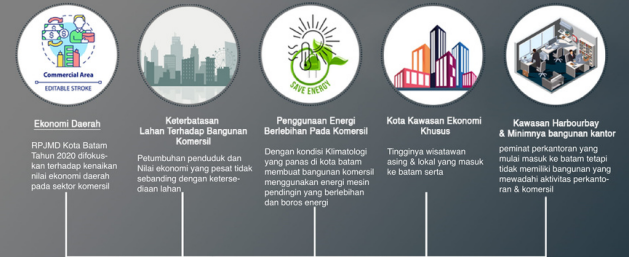 Commercial Area
EDITABLE STROKE
Ekonomi Daerah
RPJMD Kota Batam
Tahun 2020 difokus-
kan terhadap kenaikan
nilai ekonomi daerah
pada sektor komersil
Keterbatasan
Lahan Terhadap Bangunan
Komersil
Petumbuhan penduduk dan
Nilai ekonomi yang pesat tidak
sebanding dengan keterse-
diaan lahan
SAVE ENERGY
Penggunaan Energi
Berlebihan Pada Komersil
Dengan kondisi Klimatologi
yang panas di kota batam
membuat bangunan komersil
menggunakan energi mesin
pendingin yang berlebihan
dan boros energi
Kota Kawasan Ekonomi
Khusus
Tingginya wisatawan
asing & lokal yang masuk
ke batam serta
Kawasan Harbourbay
& Minimnya bangunan kantor
peminat perkantoran yang
mulai masuk ke batam tetapi
tidak memiliki bangunan yang
mewadahi aktivitas perkanto-
ran & komersil